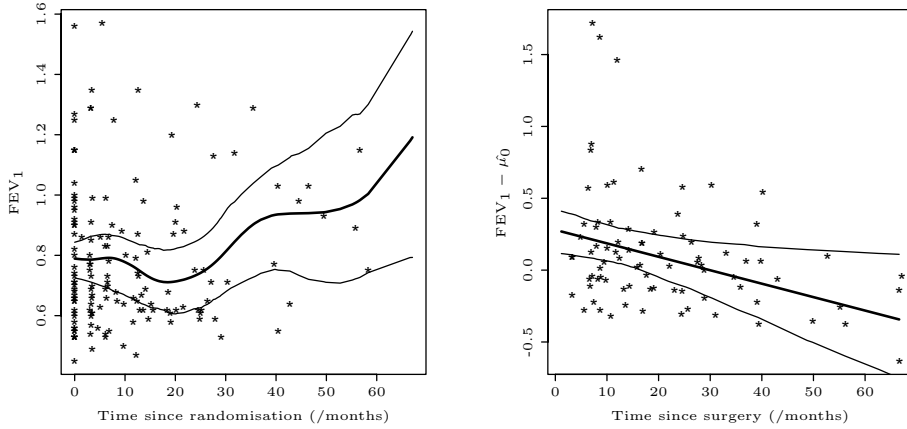 1.6
1.4
1.2
1.0
0.8
0.6
FEV1
0 10 20 30 40 50 60
Time since randomisation (/months)
1.5
1.0
0.5
0.0
-0.5
FEV1 − μ̂0
0 10 20 30 40 50 60
Time since surgery (/months)